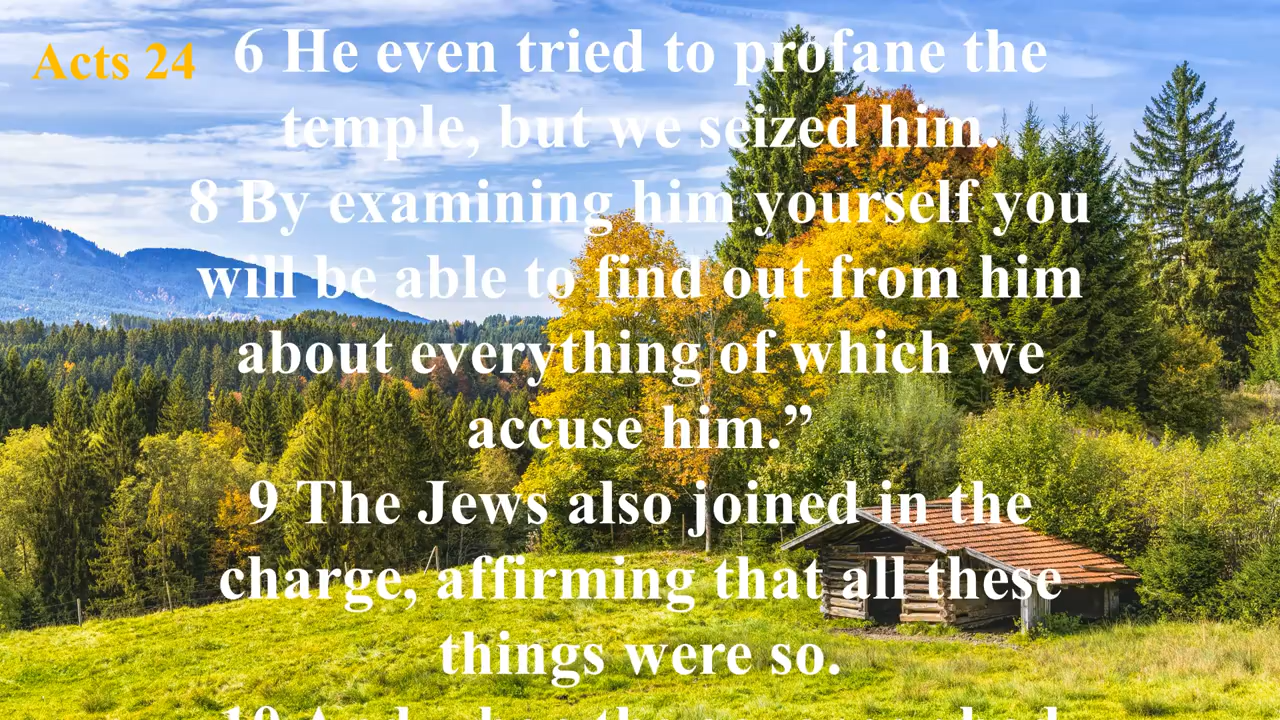 Acts 24
6 He even tried to profane the
temple, but we seized him.
8 By examining him yourself you
will be able to find out from him
about everything of which we
accuse him.”
9 The Jews also joined in the
charge, affirming that all these
things were so.